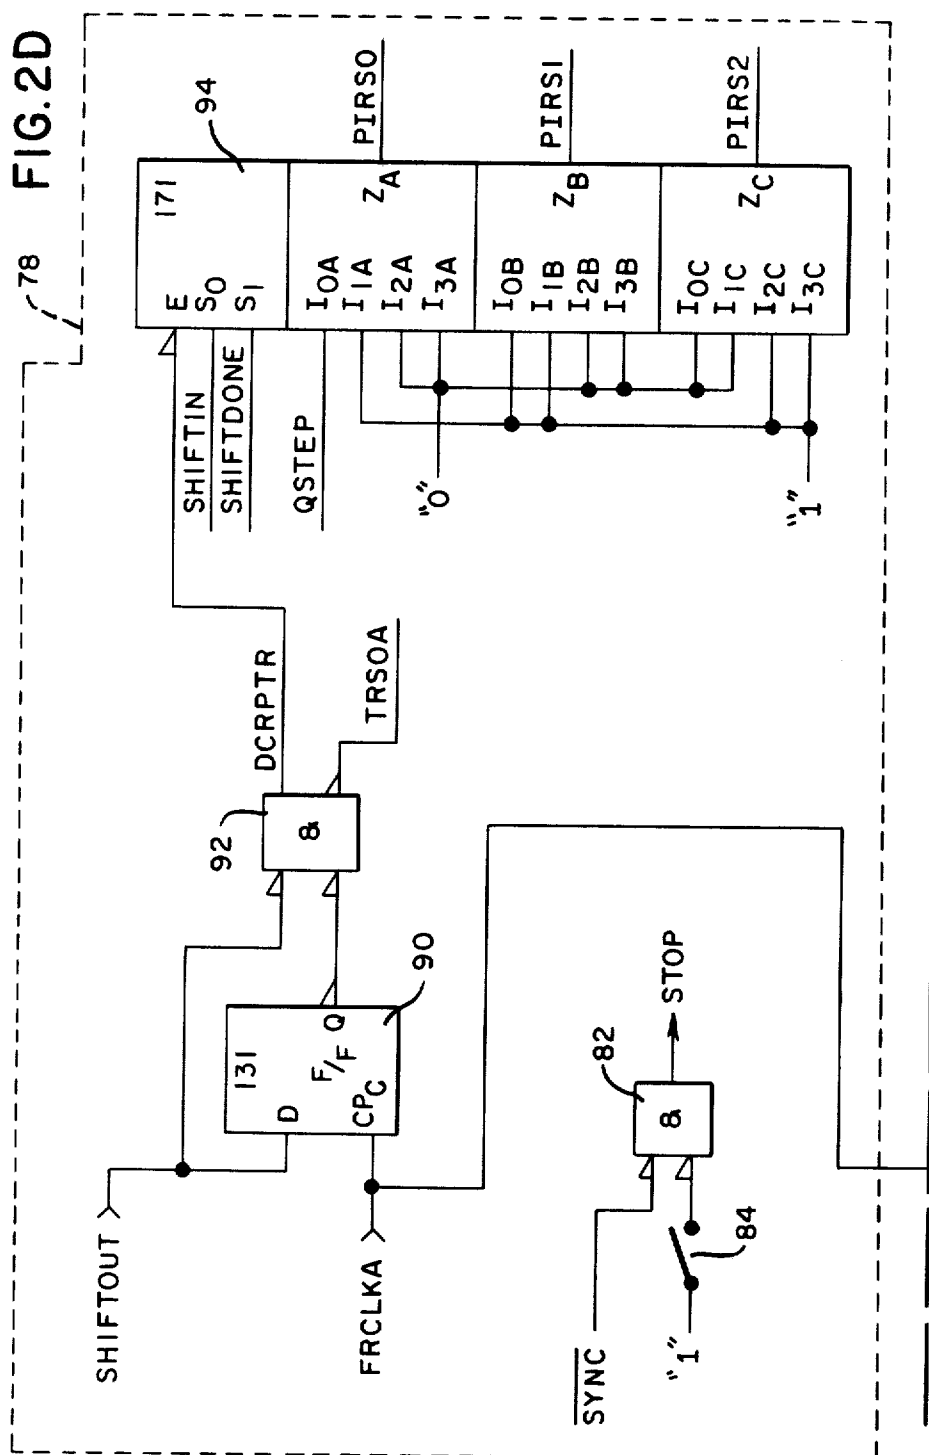 FIG.2D
78
94
171
E
S0
S1
SHIFTIN
SHIFTDONE
QSTEP
I0A
I1A
I2A
I3A
ZA
PIRS0
I0B
I1B
I2B
I3B
ZB
PIRS1
I0C
I1C
I2C
I3C
ZC
PIRS2
"0"
"1"
DCRPTR
TRSOA
92
&
131
D
F/F
Q
CPC
90
SHIFTOUT
FRCLKA
82
&
STOP
SYNC
84
"1"